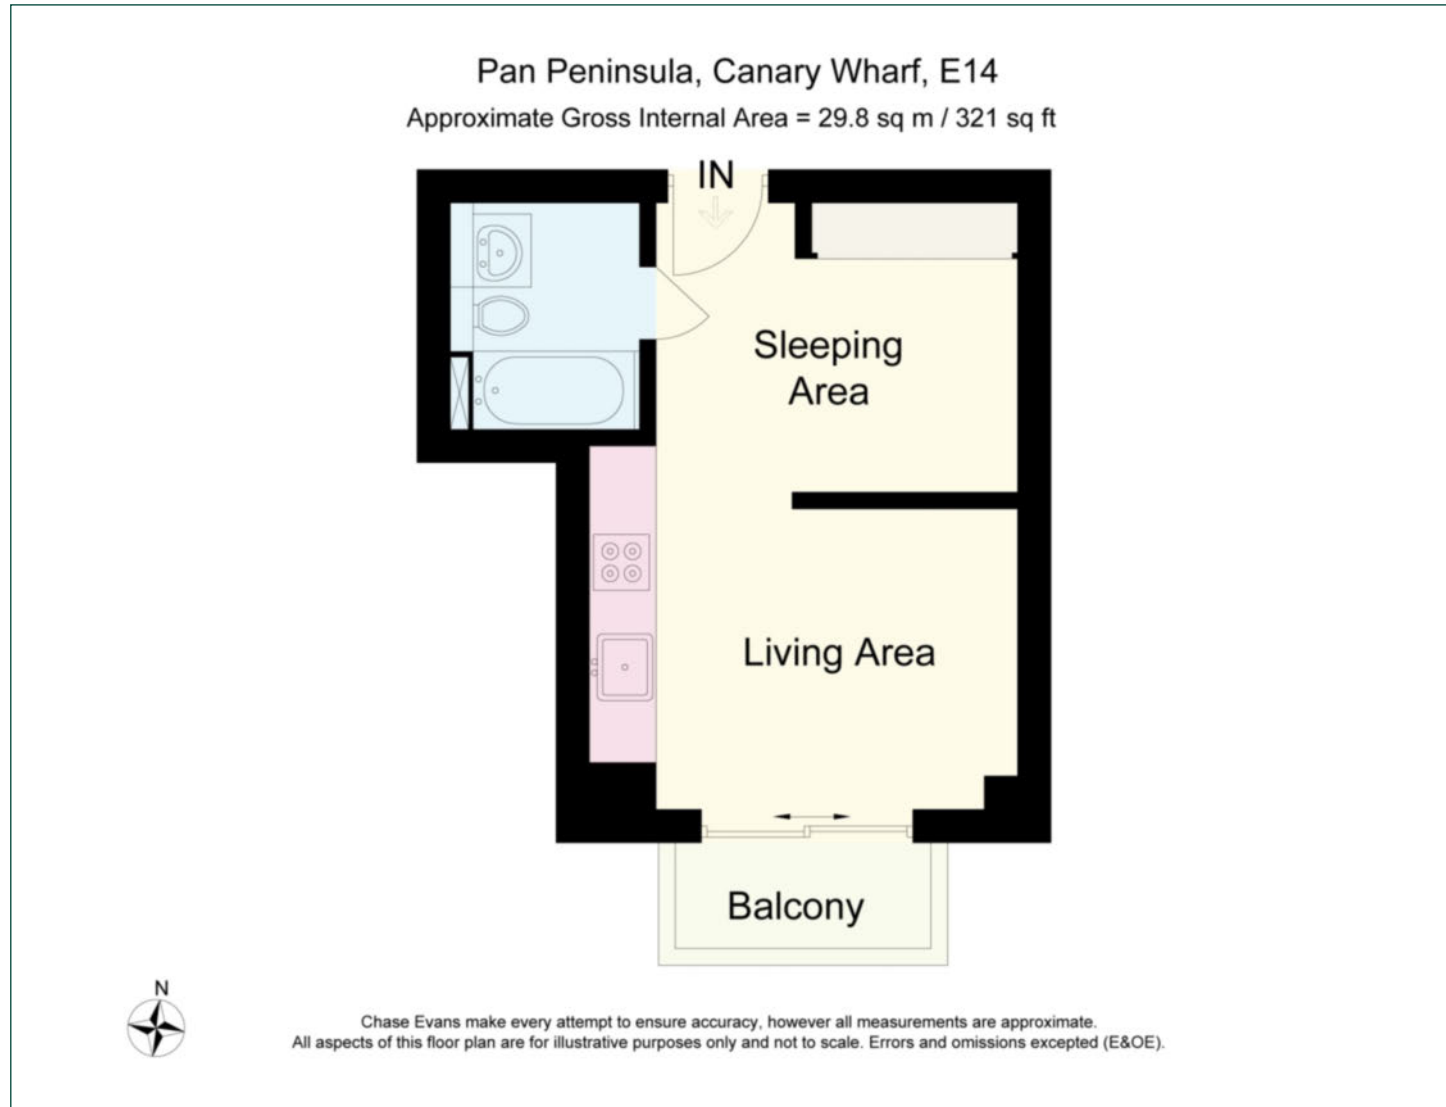 Pan Peninsula, Canary Wharf, E14
Approximate Gross Internal Area = 29.8 sq m / 321 sq ft
IN
Sleeping
Area
Living Area
Balcony
N
Chase Evans make every attempt to ensure accuracy, however all measurements are approximate.
All aspects of this floor plan are for illustrative purposes only and not to scale. Errors and omissions excepted (E&OE).